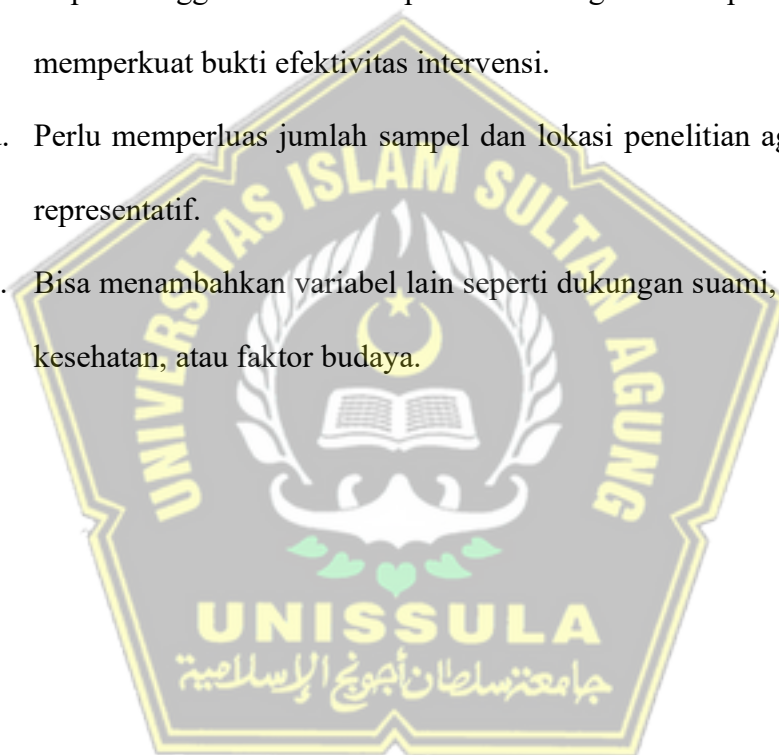 memperkuat bukti efektivitas intervensi.
Perlu memperluas jumlah sampel dan lokasi penelitian
representatif.
Bisa menambahkan variabel lain seperti dukungan suami,
kesehatan, atau faktor budaya.
UNIVERSITAS ISLAM SULTAN AGUNG
UNISSULA
جامعة سلطان أجونج الإسلامية